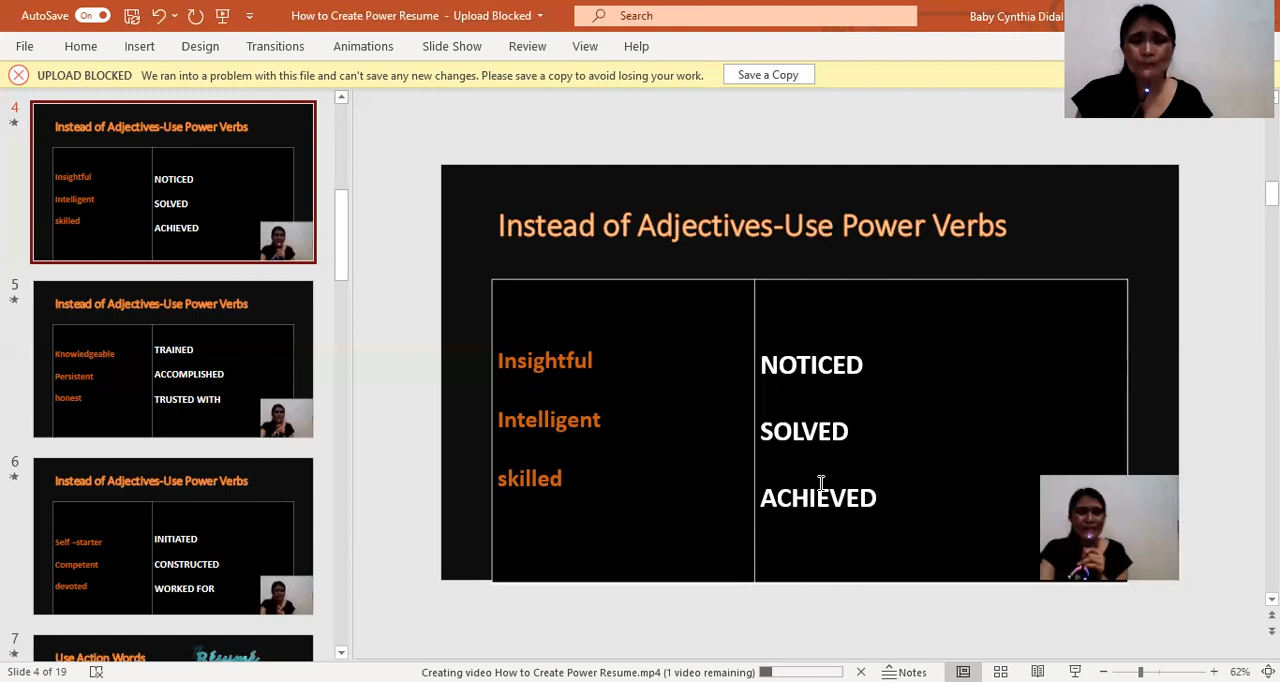 AutoSave On How to Create Power Resume - Upload Blocked Search Baby Cynthia Didal
File Home Insert Design Transitions Animations Slide Show Review View Help
UPLOAD BLOCKED We ran into a problem with this file and can't save any new changes. Please save a copy to avoid losing your work. Save a Copy
4
Instead of Adjectives-Use Power Verbs
Insightful
Intelligent
skilled
NOTICED
SOLVED
ACHIEVED
5
Instead of Adjectives-Use Power Verbs
Knowledgeable
Persistent
honest
TRAINED
ACCOMPLISHED
TRUSTED WITH
6
Instead of Adjectives-Use Power Verbs
Self –starter
Competent
devoted
INITIATED
CONSTRUCTED
WORKED FOR
7
Use Action Words
Instead of Adjectives-Use Power Verbs
Insightful
Intelligent
skilled
NOTICED
SOLVED
ACHIEVED
Slide 4 of 19 Creating video How to Create Power Resume.mp4 (1 video remaining) Notes 62%